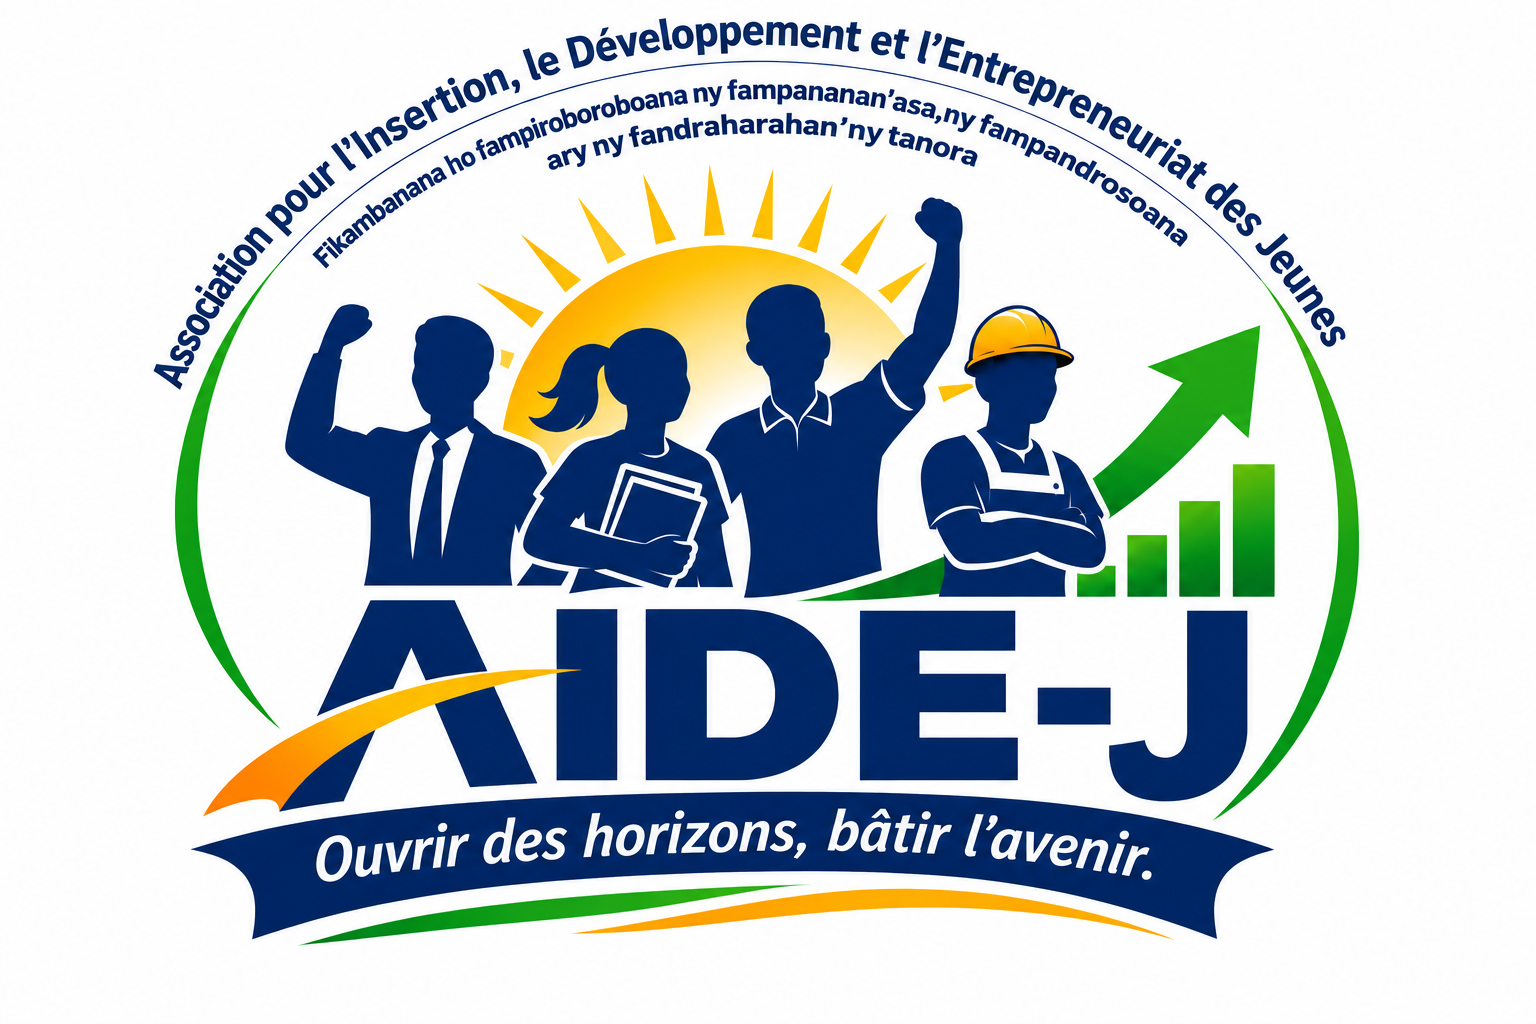 Association pour l'Insertion, le Développement et l'Entrepreneuriat des Jeunes
Fikambanana ho fampiroboroboana ny fampananan'asa,ny fampandrosoana
ary ny fandraharahan'ny tanora
AIDE-J
Ouvrir des horizons, bâtir l'avenir.